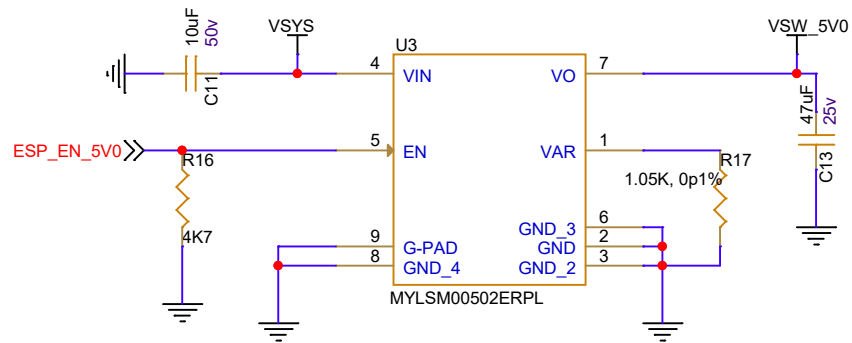 10uF
50v
C11
VSYS
U3
VSW_5V0
4
VIN
VO
7
47uF
25v
C13
ESP_EN_5V0
5
EN
VAR
1
R16
4K7
R17
1.05K, 0p1%
GND_3
6
9
G-PAD
GND
2
8
GND_4
GND_2
3
MYLSM00502ERPL